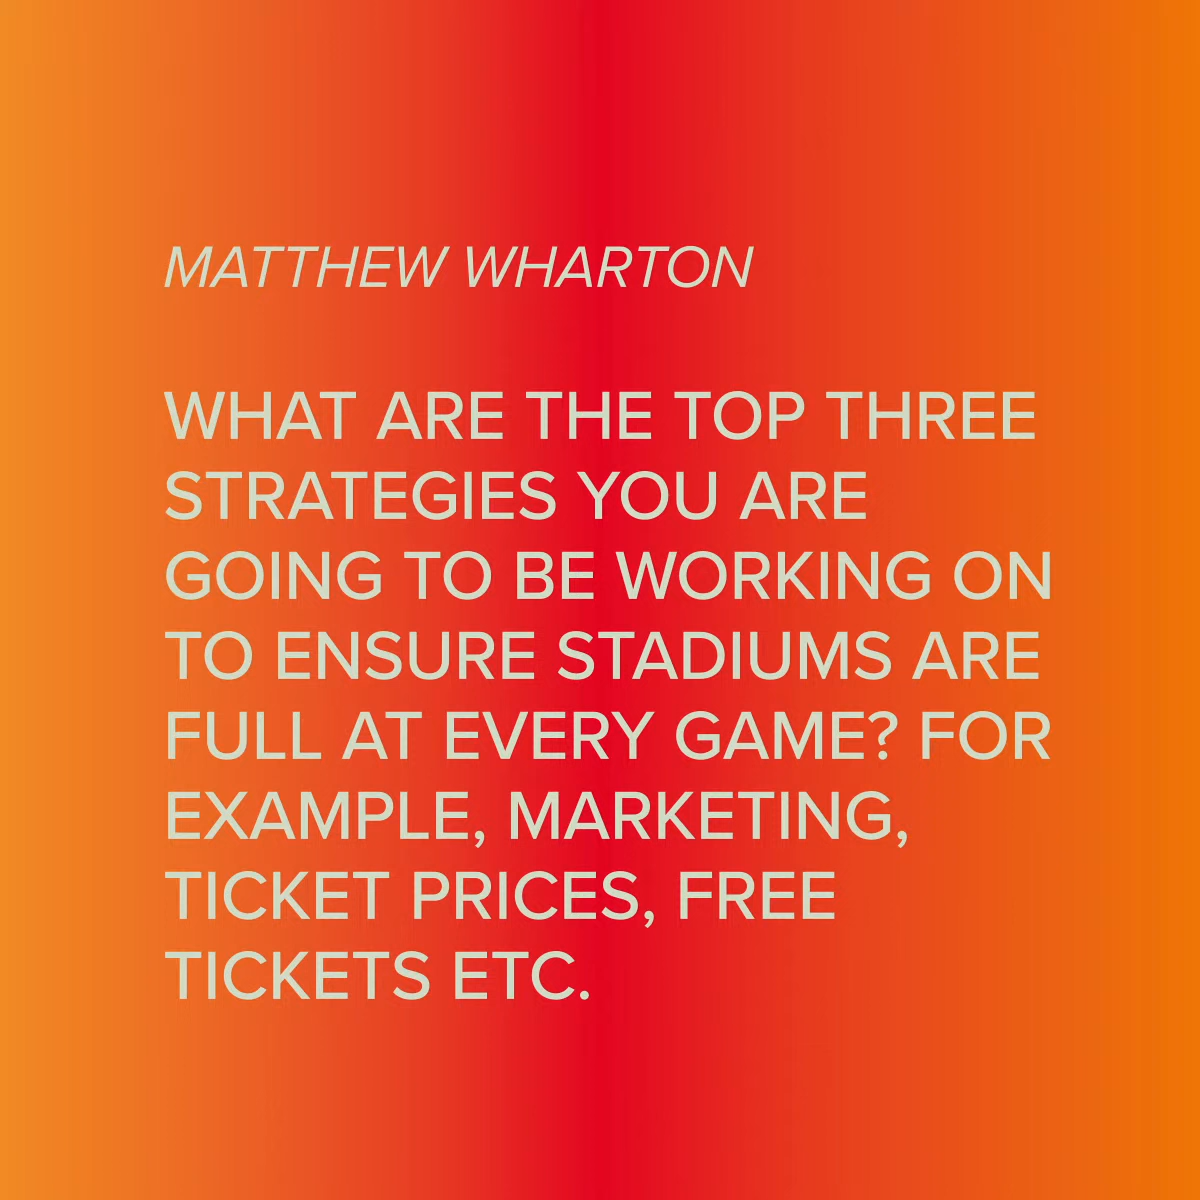 MATTHEW WHARTON
WHAT ARE THE TOP THREE
STRATEGIES YOU ARE
GOING TO BE WORKING ON
TO ENSURE STADIUMS ARE
FULL AT EVERY GAME? FOR
EXAMPLE, MARKETING,
TICKET PRICES, FREE
TICKETS ETC.